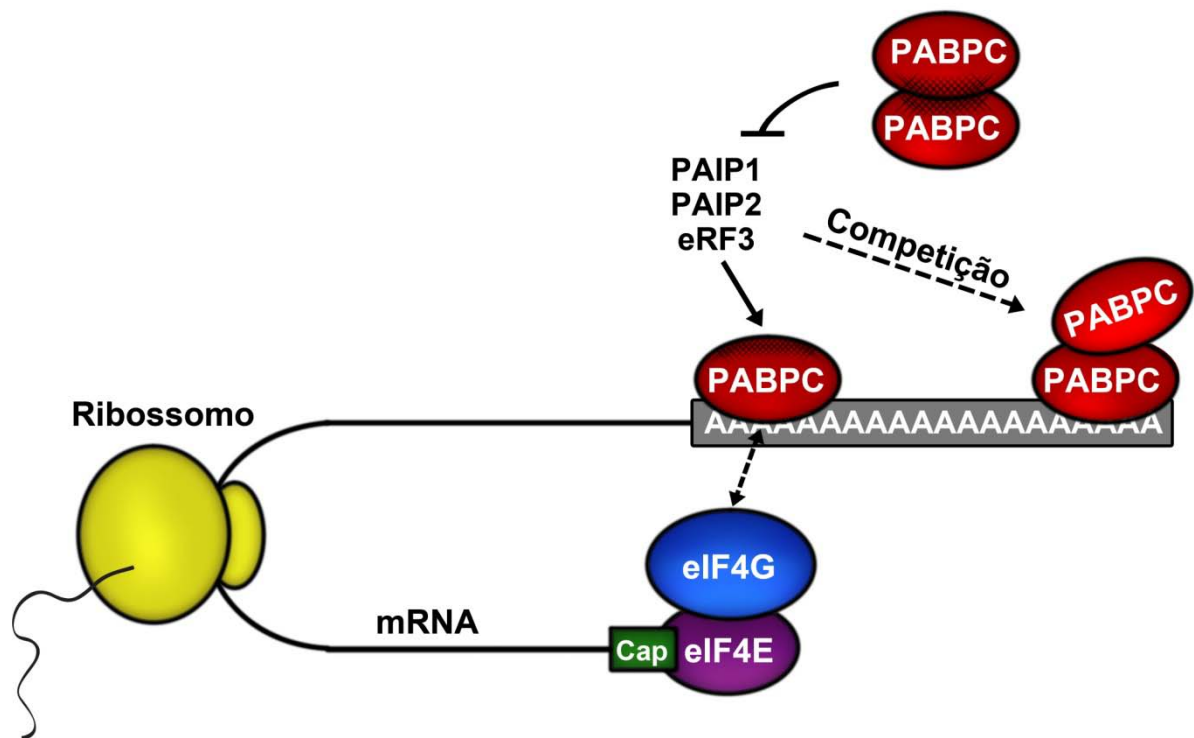 PABPC
PABPC
PAIP1
PAIP2
eRF3
Competição
PABPC
PABPC
PABPC
Ribossomo
AAAAAAAAAAAAAAAAAAAA
eIF4G
mRNA
Cap
eIF4E